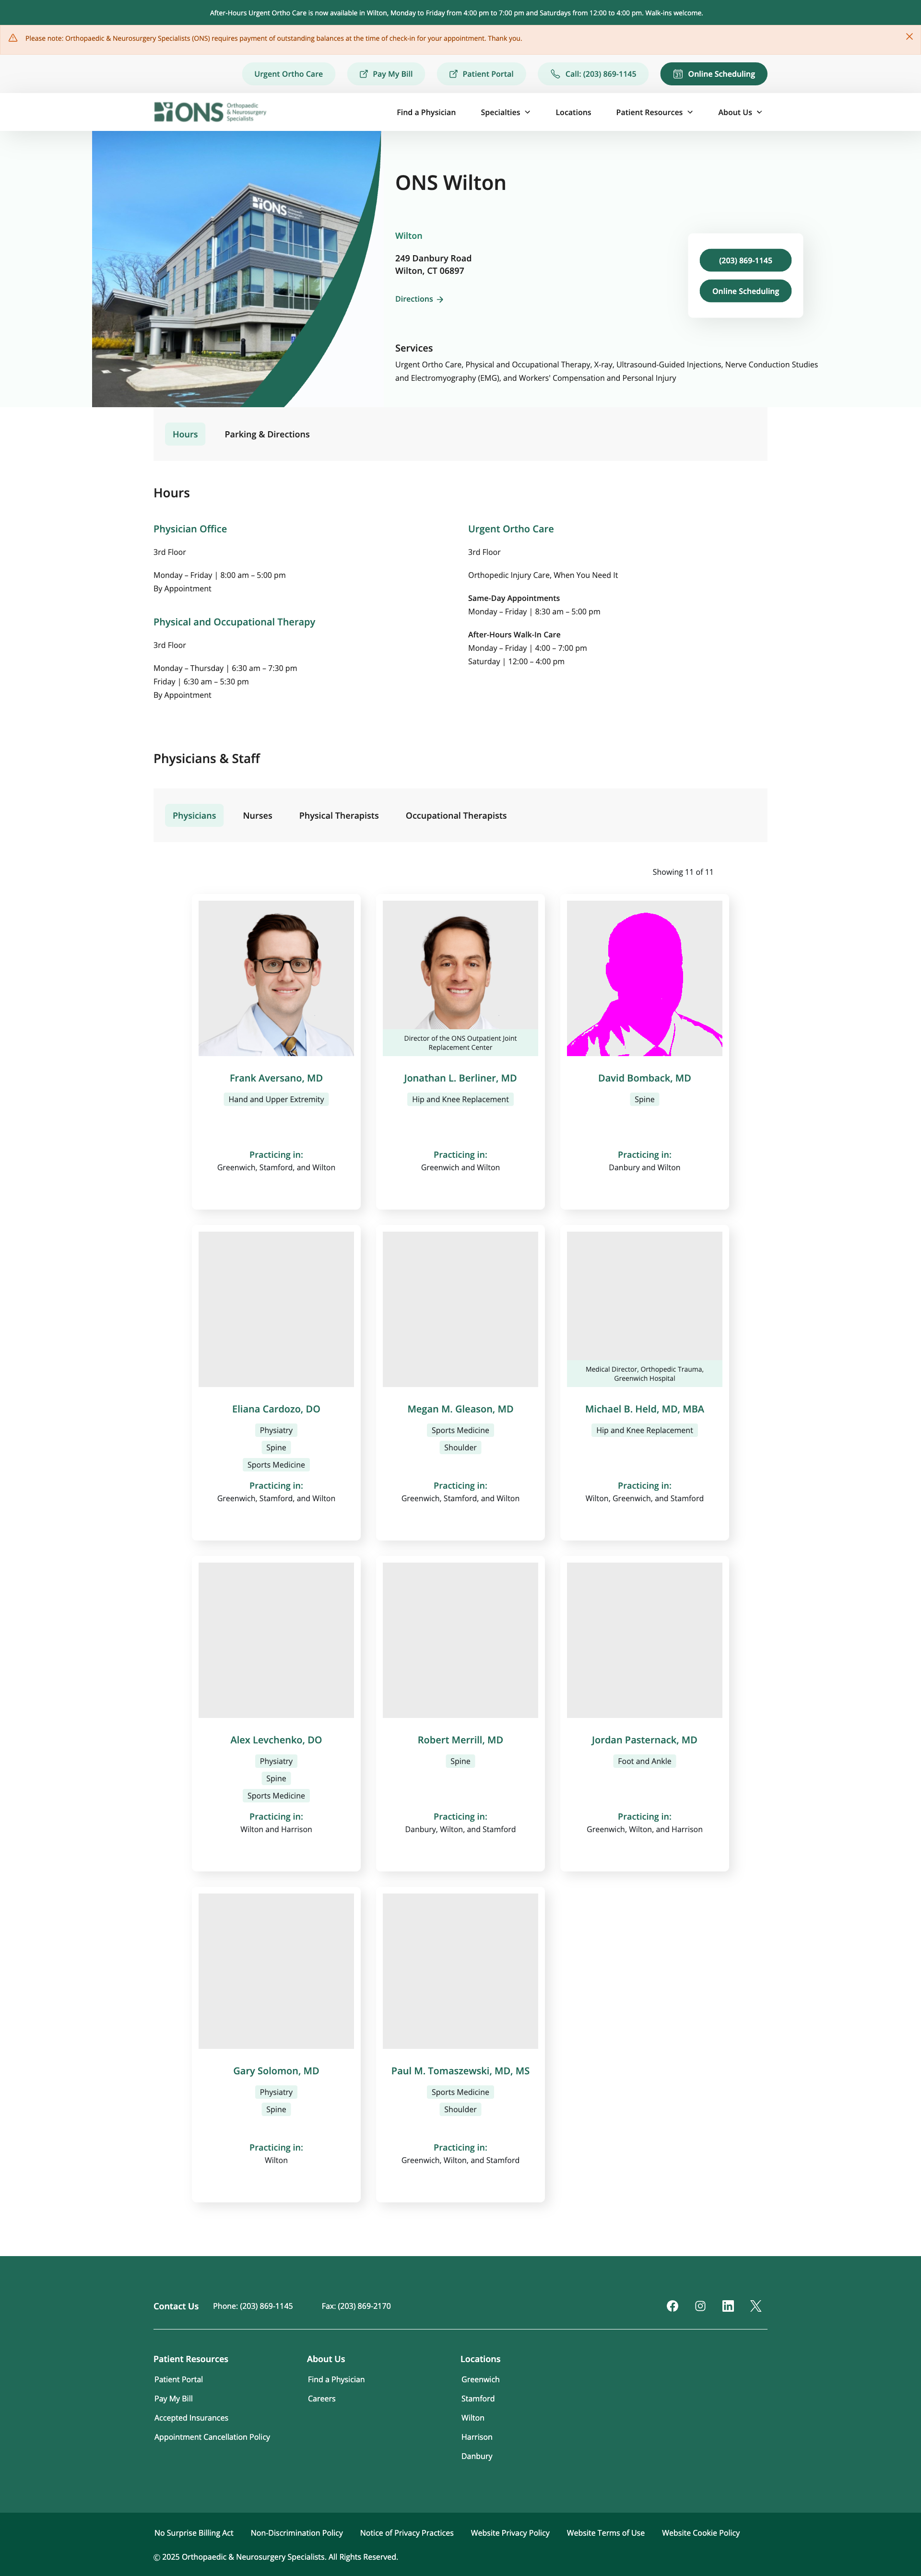 After-Hours Urgent Ortho Care is now available in Wilton, Monday to Friday from 4:00 pm to 7:00 pm and Saturdays from 12:00 to 4:00 pm. Walk-ins welcome.
Please note: Orthopaedic & Neurosurgery Specialists (ONS) requires payment of outstanding balances at the time of check-in for your appointment. Thank you.
Urgent Ortho Care
Pay My Bill
Patient Portal
Call: (203) 869-1145
Online Scheduling
ONS Orthopaedic
& Neurosurgery
Specialists
Find a Physician
Specialties
Locations
Patient Resources
About Us
ONS
ONS Wilton
Wilton
249 Danbury Road
Wilton, CT 06897
Directions
(203) 869-1145
Online Scheduling
Services
Urgent Ortho Care, Physical and Occupational Therapy, X-ray, Ultrasound-Guided Injections, Nerve Conduction Studies
and Electromyography (EMG), and Workers' Compensation and Personal Injury
Hours
Parking & Directions
Hours
Physician Office
3rd Floor
Monday – Friday | 8:00 am – 5:00 pm
By Appointment
Physical and Occupational Therapy
3rd Floor
Monday – Thursday | 6:30 am – 7:30 pm
Friday | 6:30 am – 5:30 pm
By Appointment
Urgent Ortho Care
3rd Floor
Orthopedic Injury Care, When You Need It
Same-Day Appointments
Monday – Friday | 8:30 am – 5:00 pm
After-Hours Walk-In Care
Monday – Friday | 4:00 – 7:00 pm
Saturday | 12:00 – 4:00 pm
Physicians & Staff
Physicians
Nurses
Physical Therapists
Occupational Therapists
Showing 11 of 11
Frank Aversano, MD
Hand and Upper Extremity
Practicing in:
Greenwich, Stamford, and Wilton
Director of the ONS Outpatient Joint
Replacement Center
Jonathan L. Berliner, MD
Hip and Knee Replacement
Practicing in:
Greenwich and Wilton
David Bomback, MD
Spine
Practicing in:
Danbury and Wilton
Eliana Cardozo, DO
Physiatry
Spine
Sports Medicine
Practicing in:
Greenwich, Stamford, and Wilton
Megan M. Gleason, MD
Sports Medicine
Shoulder
Practicing in:
Greenwich, Stamford, and Wilton
Medical Director, Orthopedic Trauma,
Greenwich Hospital
Michael B. Held, MD, MBA
Hip and Knee Replacement
Practicing in:
Wilton, Greenwich, and Stamford
Alex Levchenko, DO
Physiatry
Spine
Sports Medicine
Practicing in:
Wilton and Harrison
Robert Merrill, MD
Spine
Practicing in:
Danbury, Wilton, and Stamford
Jordan Pasternack, MD
Foot and Ankle
Practicing in:
Greenwich, Wilton, and Harrison
Gary Solomon, MD
Physiatry
Spine
Practicing in:
Wilton
Paul M. Tomaszewski, MD, MS
Sports Medicine
Shoulder
Practicing in:
Greenwich, Wilton, and Stamford
Contact Us
Phone: (203) 869-1145
Fax: (203) 869-2170
Patient Resources
Patient Portal
Pay My Bill
Accepted Insurances
Appointment Cancellation Policy
About Us
Find a Physician
Careers
Locations
Greenwich
Stamford
Wilton
Harrison
Danbury
No Surprise Billing Act
Non-Discrimination Policy
Notice of Privacy Practices
Website Privacy Policy
Website Terms of Use
Website Cookie Policy
© 2025 Orthopaedic & Neurosurgery Specialists. All Rights Reserved.